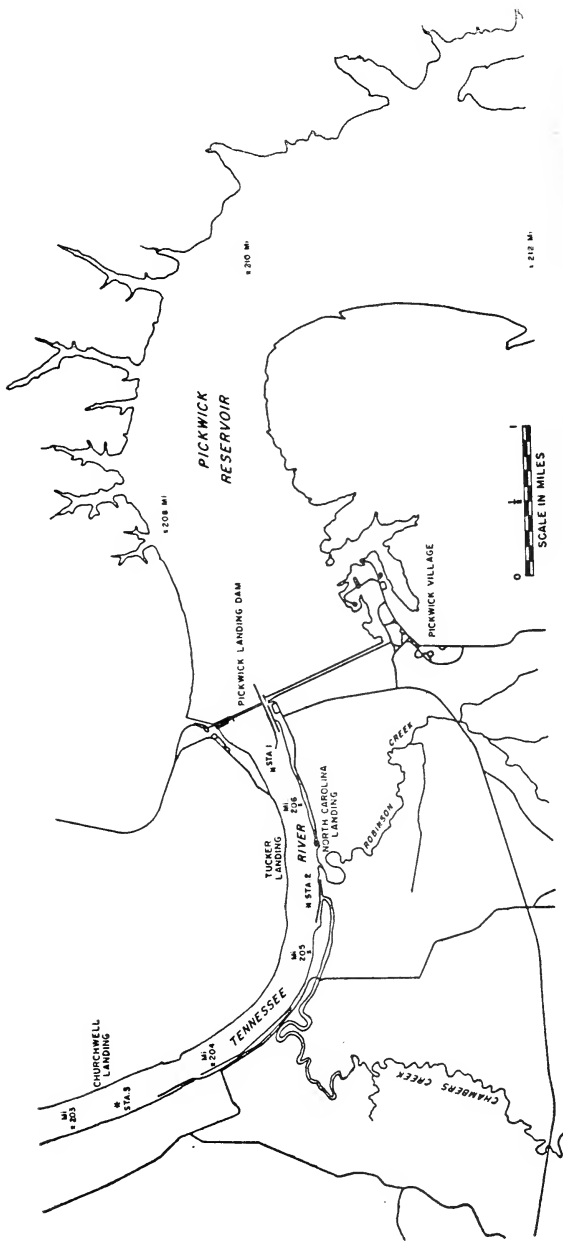 CHURCHWELL
LANDING
Mi
203
STA. 3
Mi
204
TENNESSEE
RIVER
Mi
205
STA. 2
TUCKER
LANDING
Mi
206
NORTH CAROLINA
LANDING
STA. 1
ROBINSON
CREEK
CHAMBERS CREEK
PICKWICK LANDING DAM
PICKWICK VILLAGE
PICKWICK
RESERVOIR
208 Mi
210 Mi
212 Mi
0
1
SCALE IN MILES